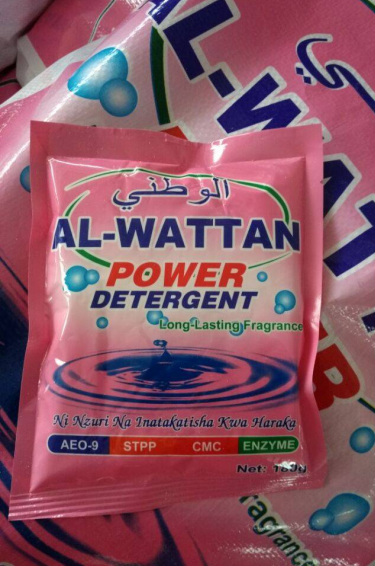 الوطني
AL-WATTAN
POWER
DETERGENT
Long-Lasting Fragrance
Ni Nzuri Na Inatakatisha Kwa Haraka
AEO-9 STPP CMC ENZYME
Net: